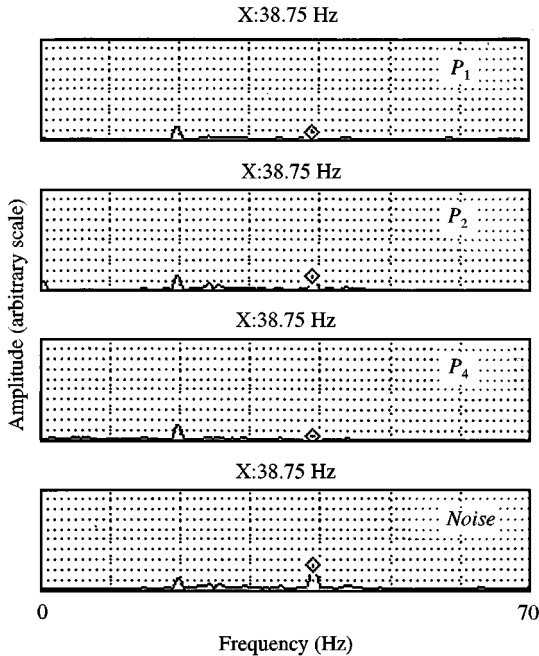 X:38.75 Hz
P1
X:38.75 Hz
P2
X:38.75 Hz
P4
X:38.75 Hz
Noise
Amplitude (arbitrary scale)
0 70
Frequency (Hz)